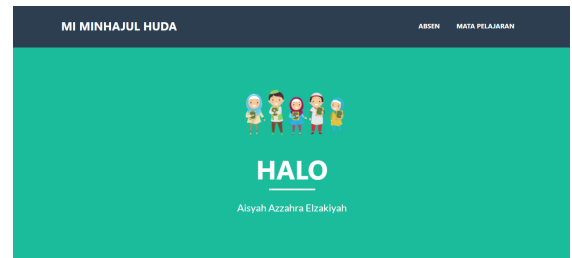 MI MINHAJUL HUDA
ABSEN MATA PELAJARAN
HALO
Aisyah Azzahra Elzakiyah